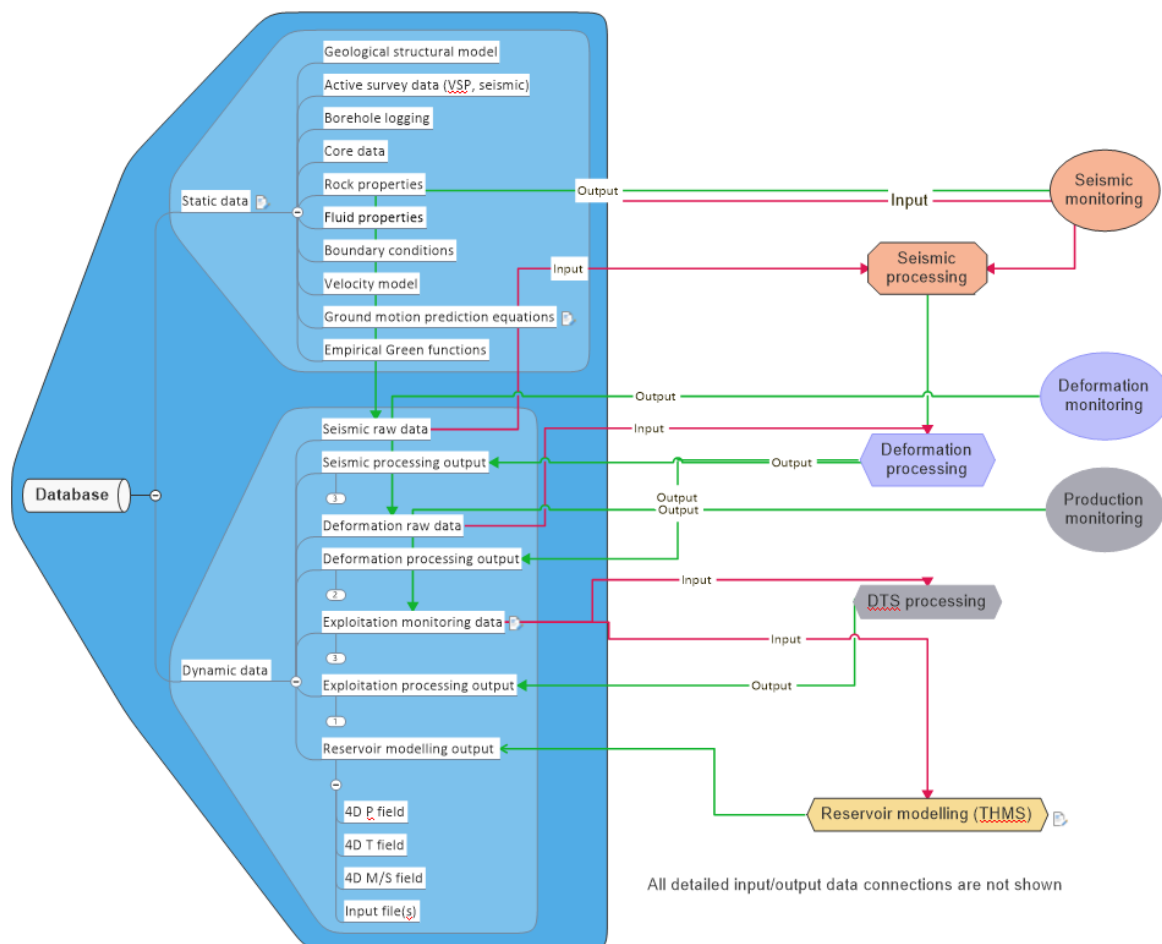 Geological structural model
Active survey data (VSP, seismic)
Borehole logging
Core data
Rock properties
Static data
Fluid properties
Boundary conditions
Velocity model
Ground motion prediction equations
Empirical Green functions
Output
Input
Seismic
monitoring
Input
Seismic
processing
Output
Deformation
monitoring
Seismic raw data
Input
Seismic processing output
Output
Deformation
processing
3
Database
Output
Output
Production
monitoring
Deformation raw data
Deformation processing output
2
Input
DTS processing
Exploitation monitoring data
Input
3
Dynamic data
Exploitation processing output
Output
1
Reservoir modelling output
4D P field
Reservoir modelling (THMS)
4D T field
4D M/S field
All detailed input/output data connections are not shown
Input file(s)